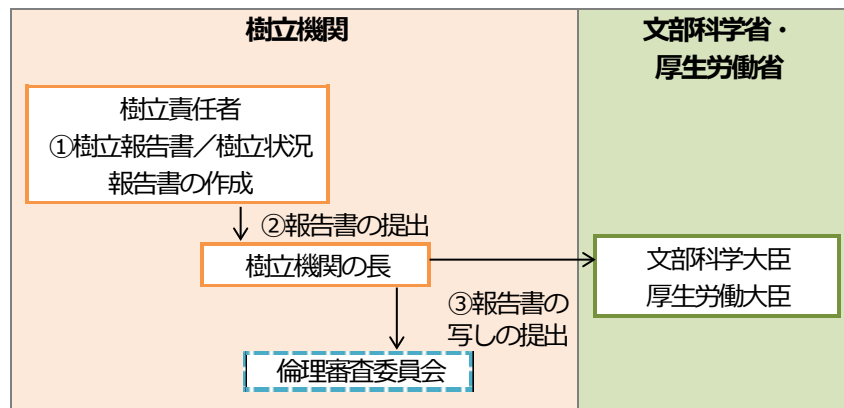 樹立機関
文部科学省・
厚生労働省
樹立責任者
①樹立報告書／樹立状況
報告書の作成
②報告書の提出
樹立機関の長
文部科学大臣
厚生労働大臣
③報告書の
写しの提出
倫理審査委員会